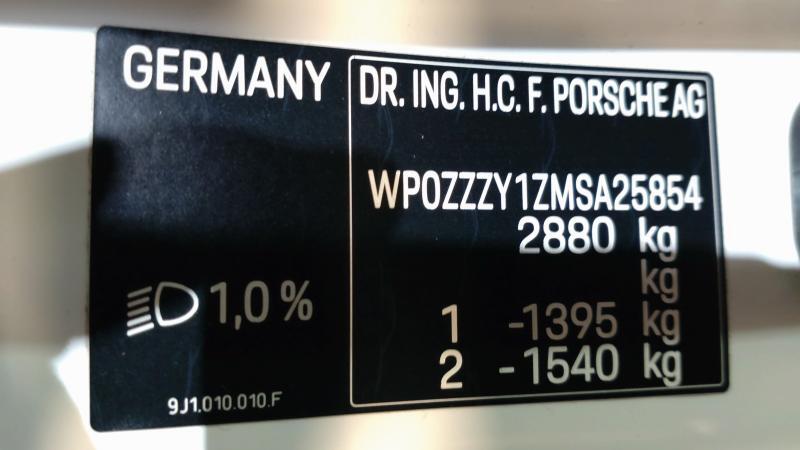 GERMANY
1,0 %
9J1.010.010.F
DR. ING. H.C. F. PORSCHE AG
WP0ZZZY1ZMSA25854
2880 kg
kg
1 -1395 kg
2 -1540 kg